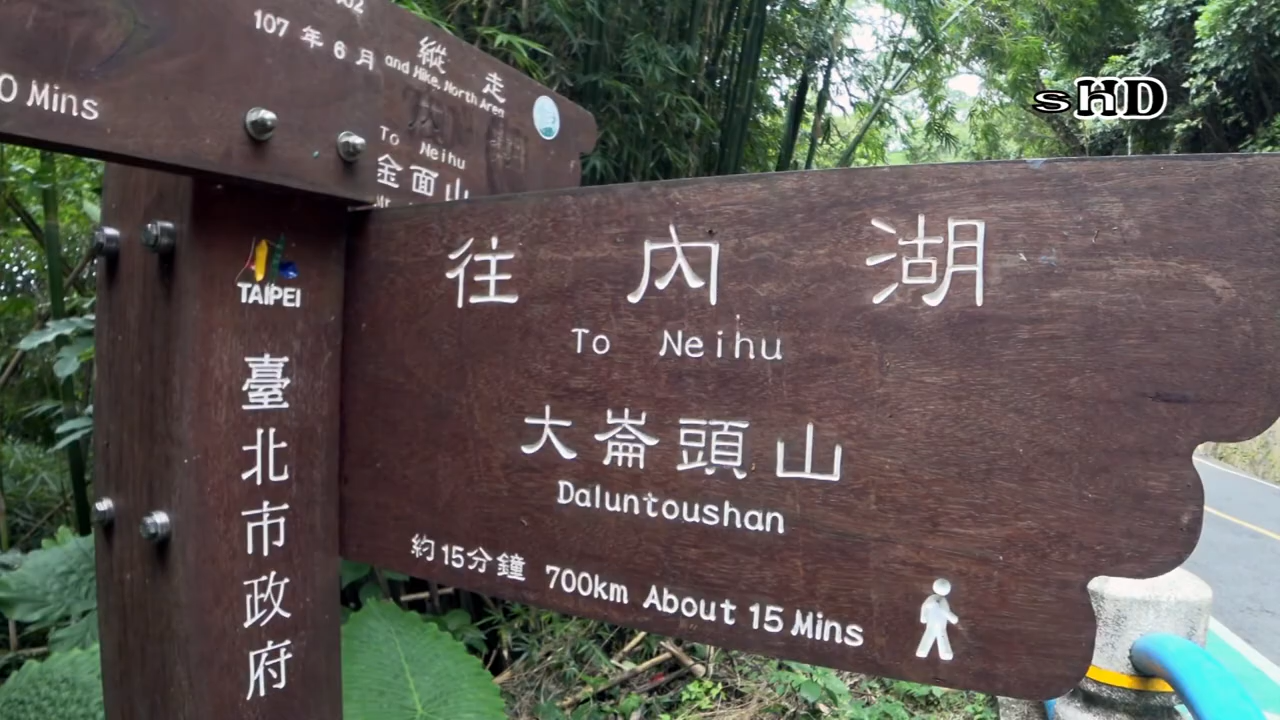 107 年 6 月
縱 走
and Hike, North Area
0 Mins
To Neihu
金面山
sHD
TAIPEI
臺北市政府
往 內 湖
To Neihu
大崙頭山
Daluntoushan
約15分鐘 700km About 15 Mins